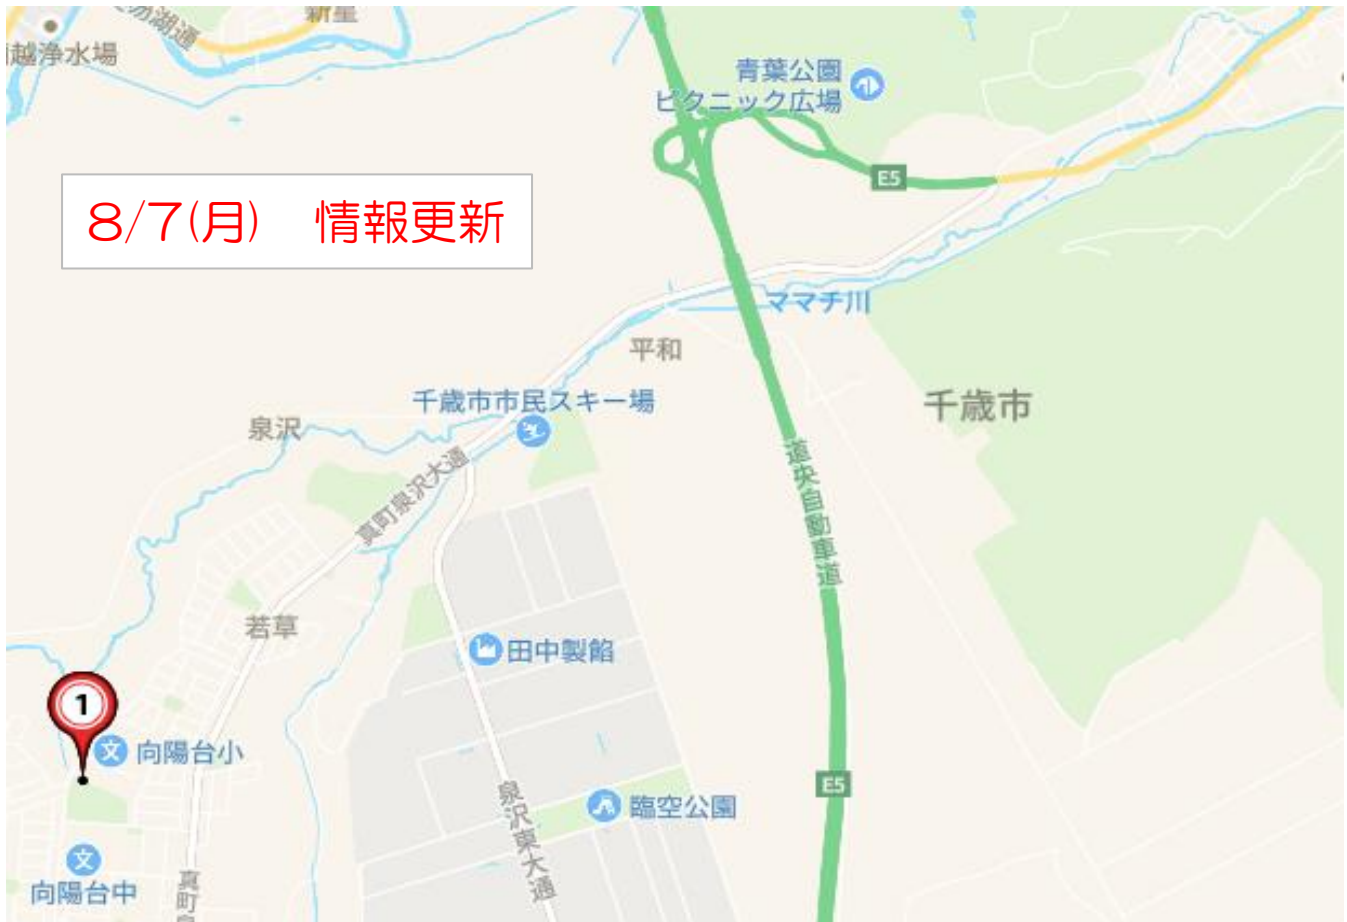 新星
越浄水場
青葉公園
ピクニック広場
E5
8/7(月)　情報更新
ママチ川
平和
千歳市市民スキー場
千歳市
泉沢
道央自動車道
真町泉沢大通
若草
田中製餡
1
向陽台小
E5
泉沢東大通
臨空公園
向陽台中
真町